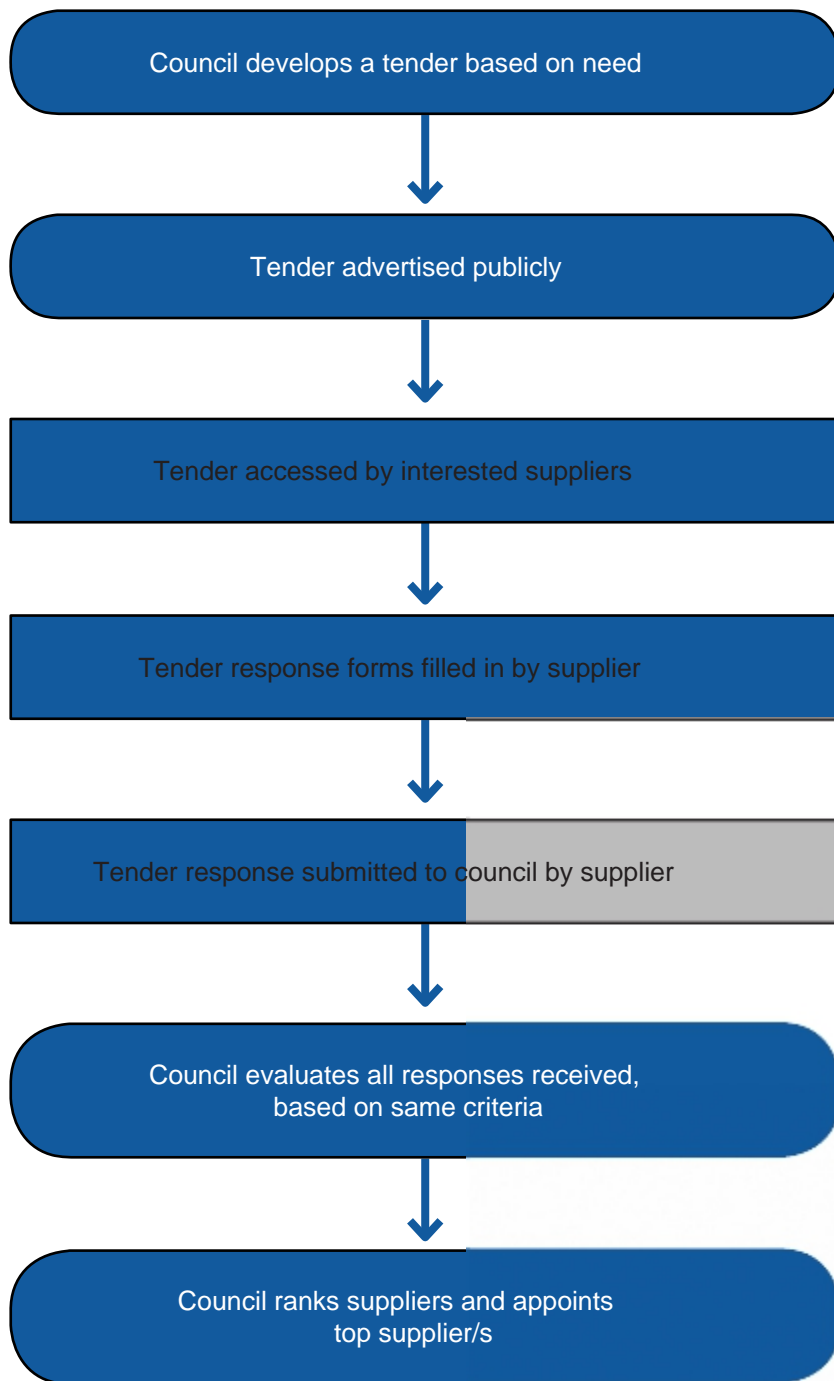 Council develops a tender based on need
Tender advertised publicly
Tender accessed by interested suppliers
Tender response forms filled in by supplier
Tender response submitted to council by supplier
Council evaluates all responses received,
based on same criteria
Council ranks suppliers and appoints
top supplier/s